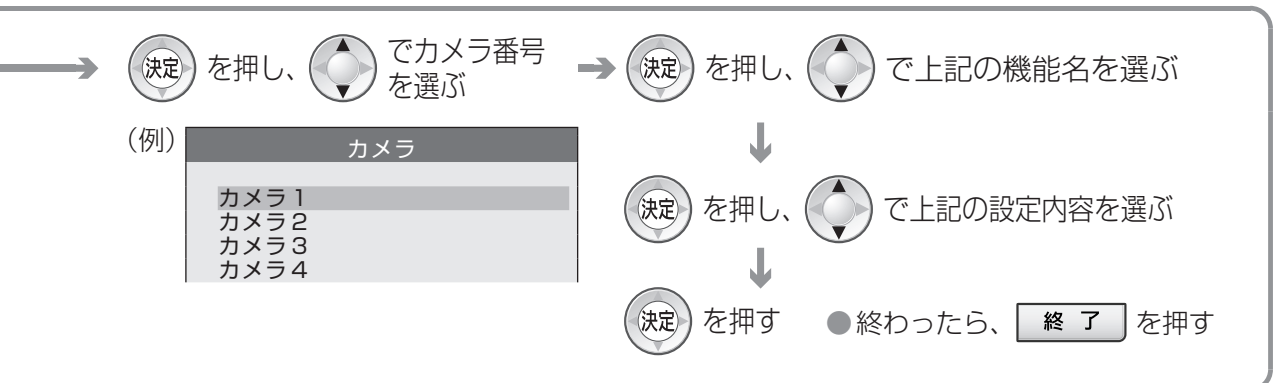 決定 を押し、 でカメラ番号
を選ぶ
(例)
カメラ
カメラ1
カメラ2
カメラ3
カメラ4
決定 を押し、 で上記の機能名を選ぶ
決定 を押し、 で上記の設定内容を選ぶ
決定 を押す ●終わったら、 終 了 を押す